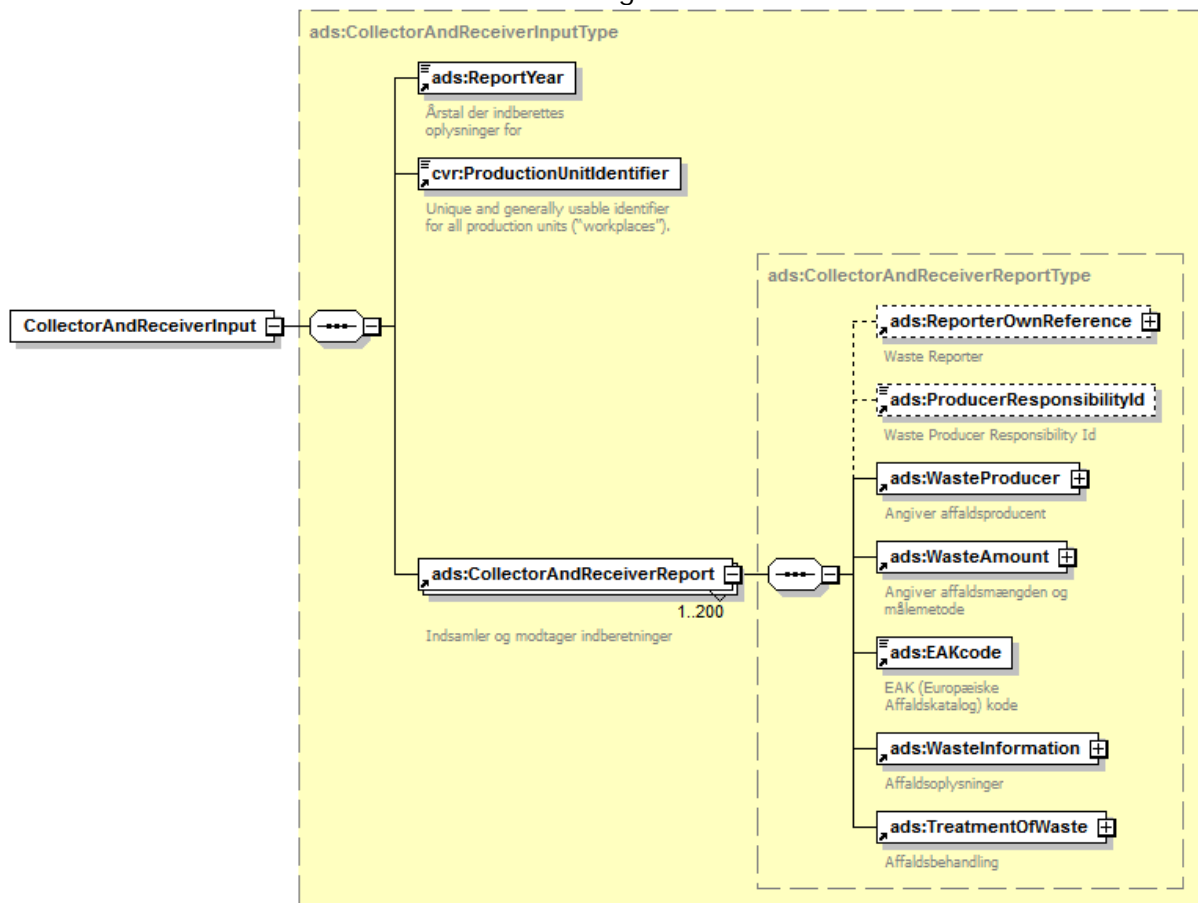 ads:CollectorAndReceiverInputType
ads:ReportYear
Årstal der indberettes
oplysninger for
cvr:ProductionUnitIdentifier
Unique and generally usable identifier
for all production units (“workplaces”).
CollectorAndReceiverInput
ads:CollectorAndReceiverReport
1..200
Indsamler og modtager indberetninger
ads:CollectorAndReceiverReportType
ads:ReporterOwnReference
Waste Reporter
ads:ProducerResponsibilityId
Waste Producer Responsibility Id
ads:WasteProducer
Angiver affaldsproducent
ads:WasteAmount
Angiver affaldsmængden og
målemetode
ads:EAKcode
EAK (Europæiske
Affaldskatalog) kode
ads:WasteInformation
Affaldsoplysninger
ads:TreatmentOfWaste
Affaldsbehandling